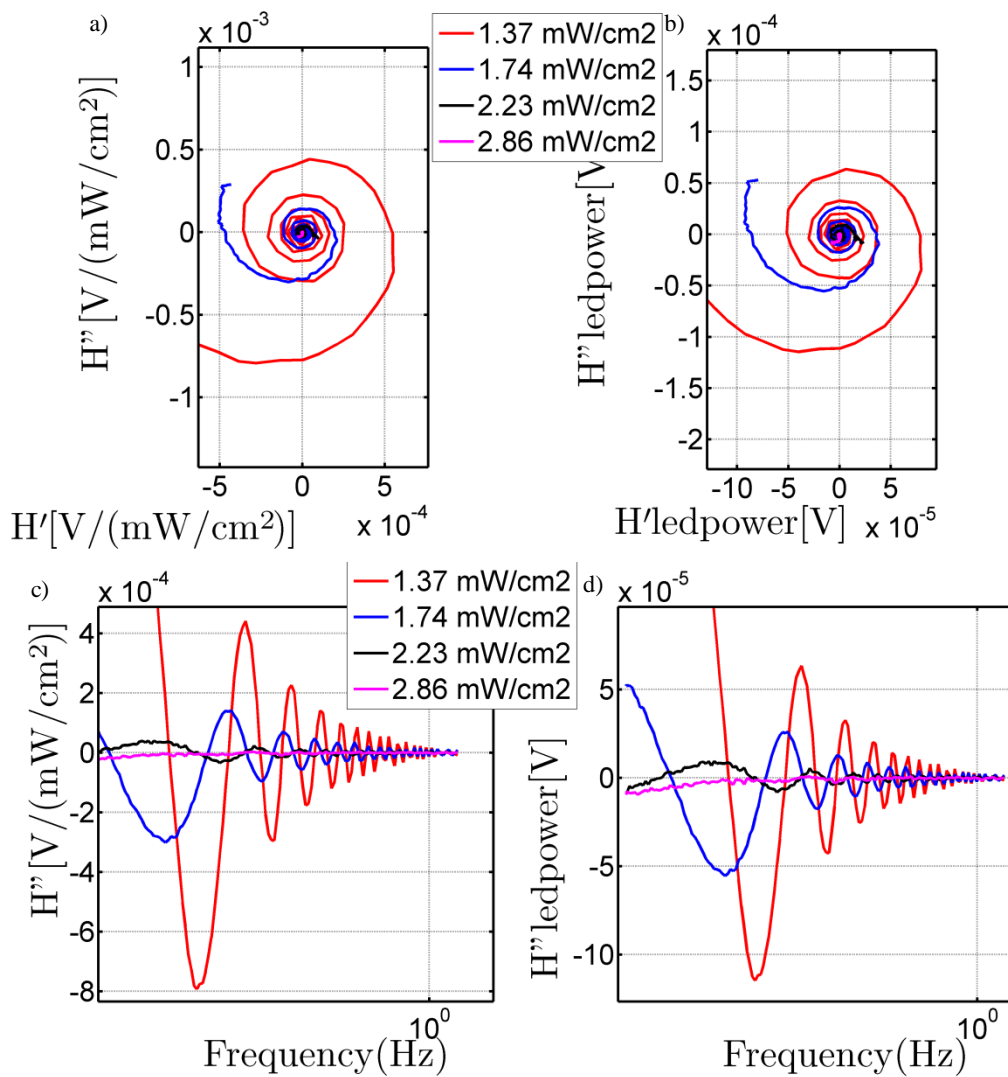 a)
x 10⁻³
H'' [V/(mW/cm²)]
1
0.5
0
-0.5
-1
-5
0
5
H'[V/(mW/cm²)]
x 10⁻⁴
1.37 mW/cm2
1.74 mW/cm2
2.23 mW/cm2
2.86 mW/cm2
b)
x 10⁻⁴
H'' ledpower [V
1.5
1
0.5
0
-0.5
-1
-1.5
-2
-10
-5
0
5
H'ledpower[V]
x 10⁻⁵
c)
x 10⁻⁴
H'' [V/(mW/cm²)]
4
2
0
-2
-4
-6
-8
10⁰
Frequency(Hz)
1.37 mW/cm2
1.74 mW/cm2
2.23 mW/cm2
2.86 mW/cm2
d)
x 10⁻⁵
H'' ledpower [V]
5
0
-5
-10
10⁰
Frequency(Hz)